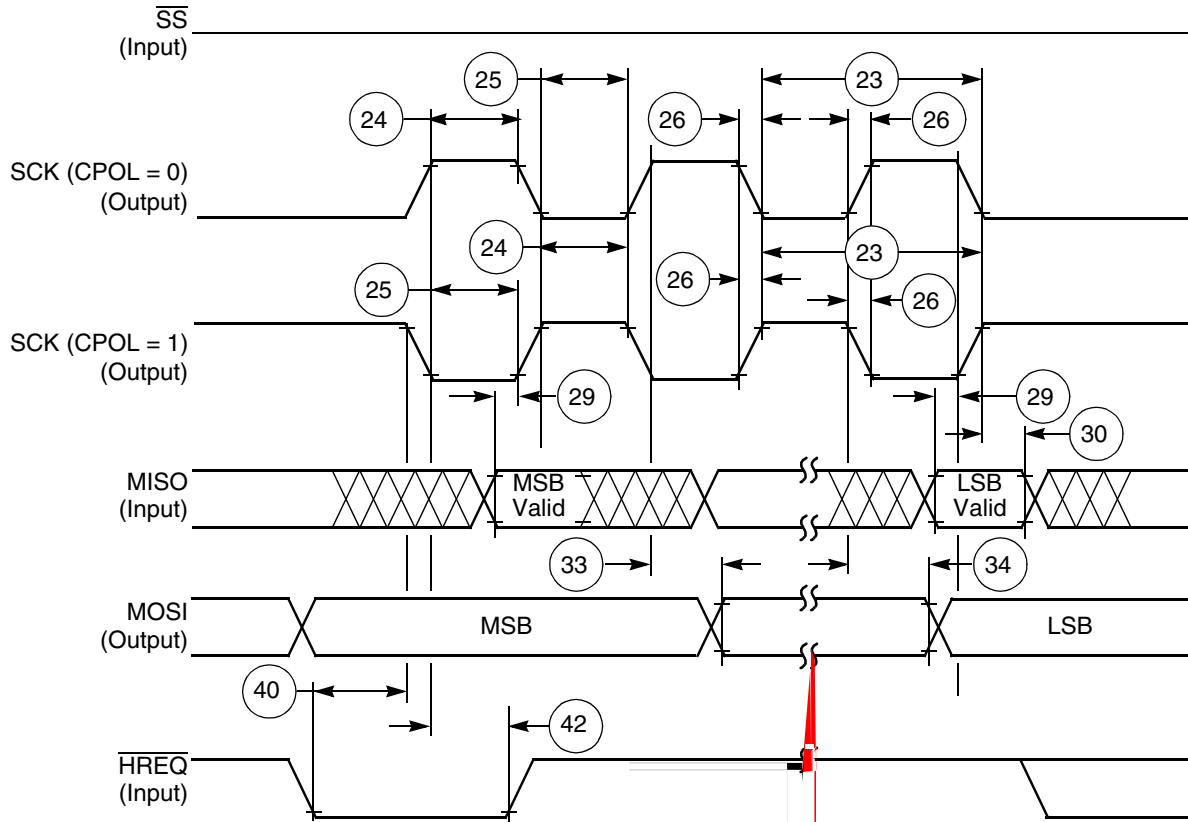 SS
(Input)
25
23
24
26
26
SCK (CPOL = 0)
(Output)
24
23
25
26
26
SCK (CPOL = 1)
(Output)
29
29
30
MISO
(Input)
MSB
Valid
LSB
Valid
33
34
MOSI
(Output)
MSB
LSB
40
42
HREQ
(Input)